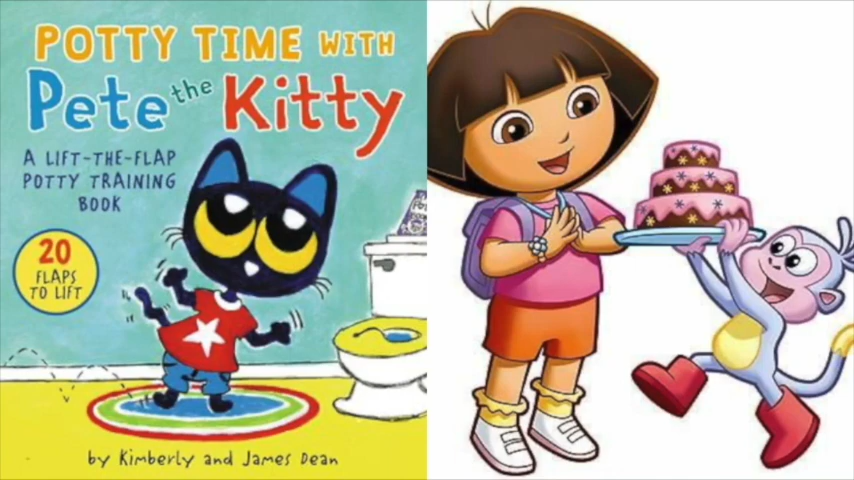 POTTY TIME WITH
Pete the Kitty
A LIFT-THE-FLAP
POTTY TRAINING
BOOK
20
FLAPS
TO LIFT
by Kimberly and James Dean